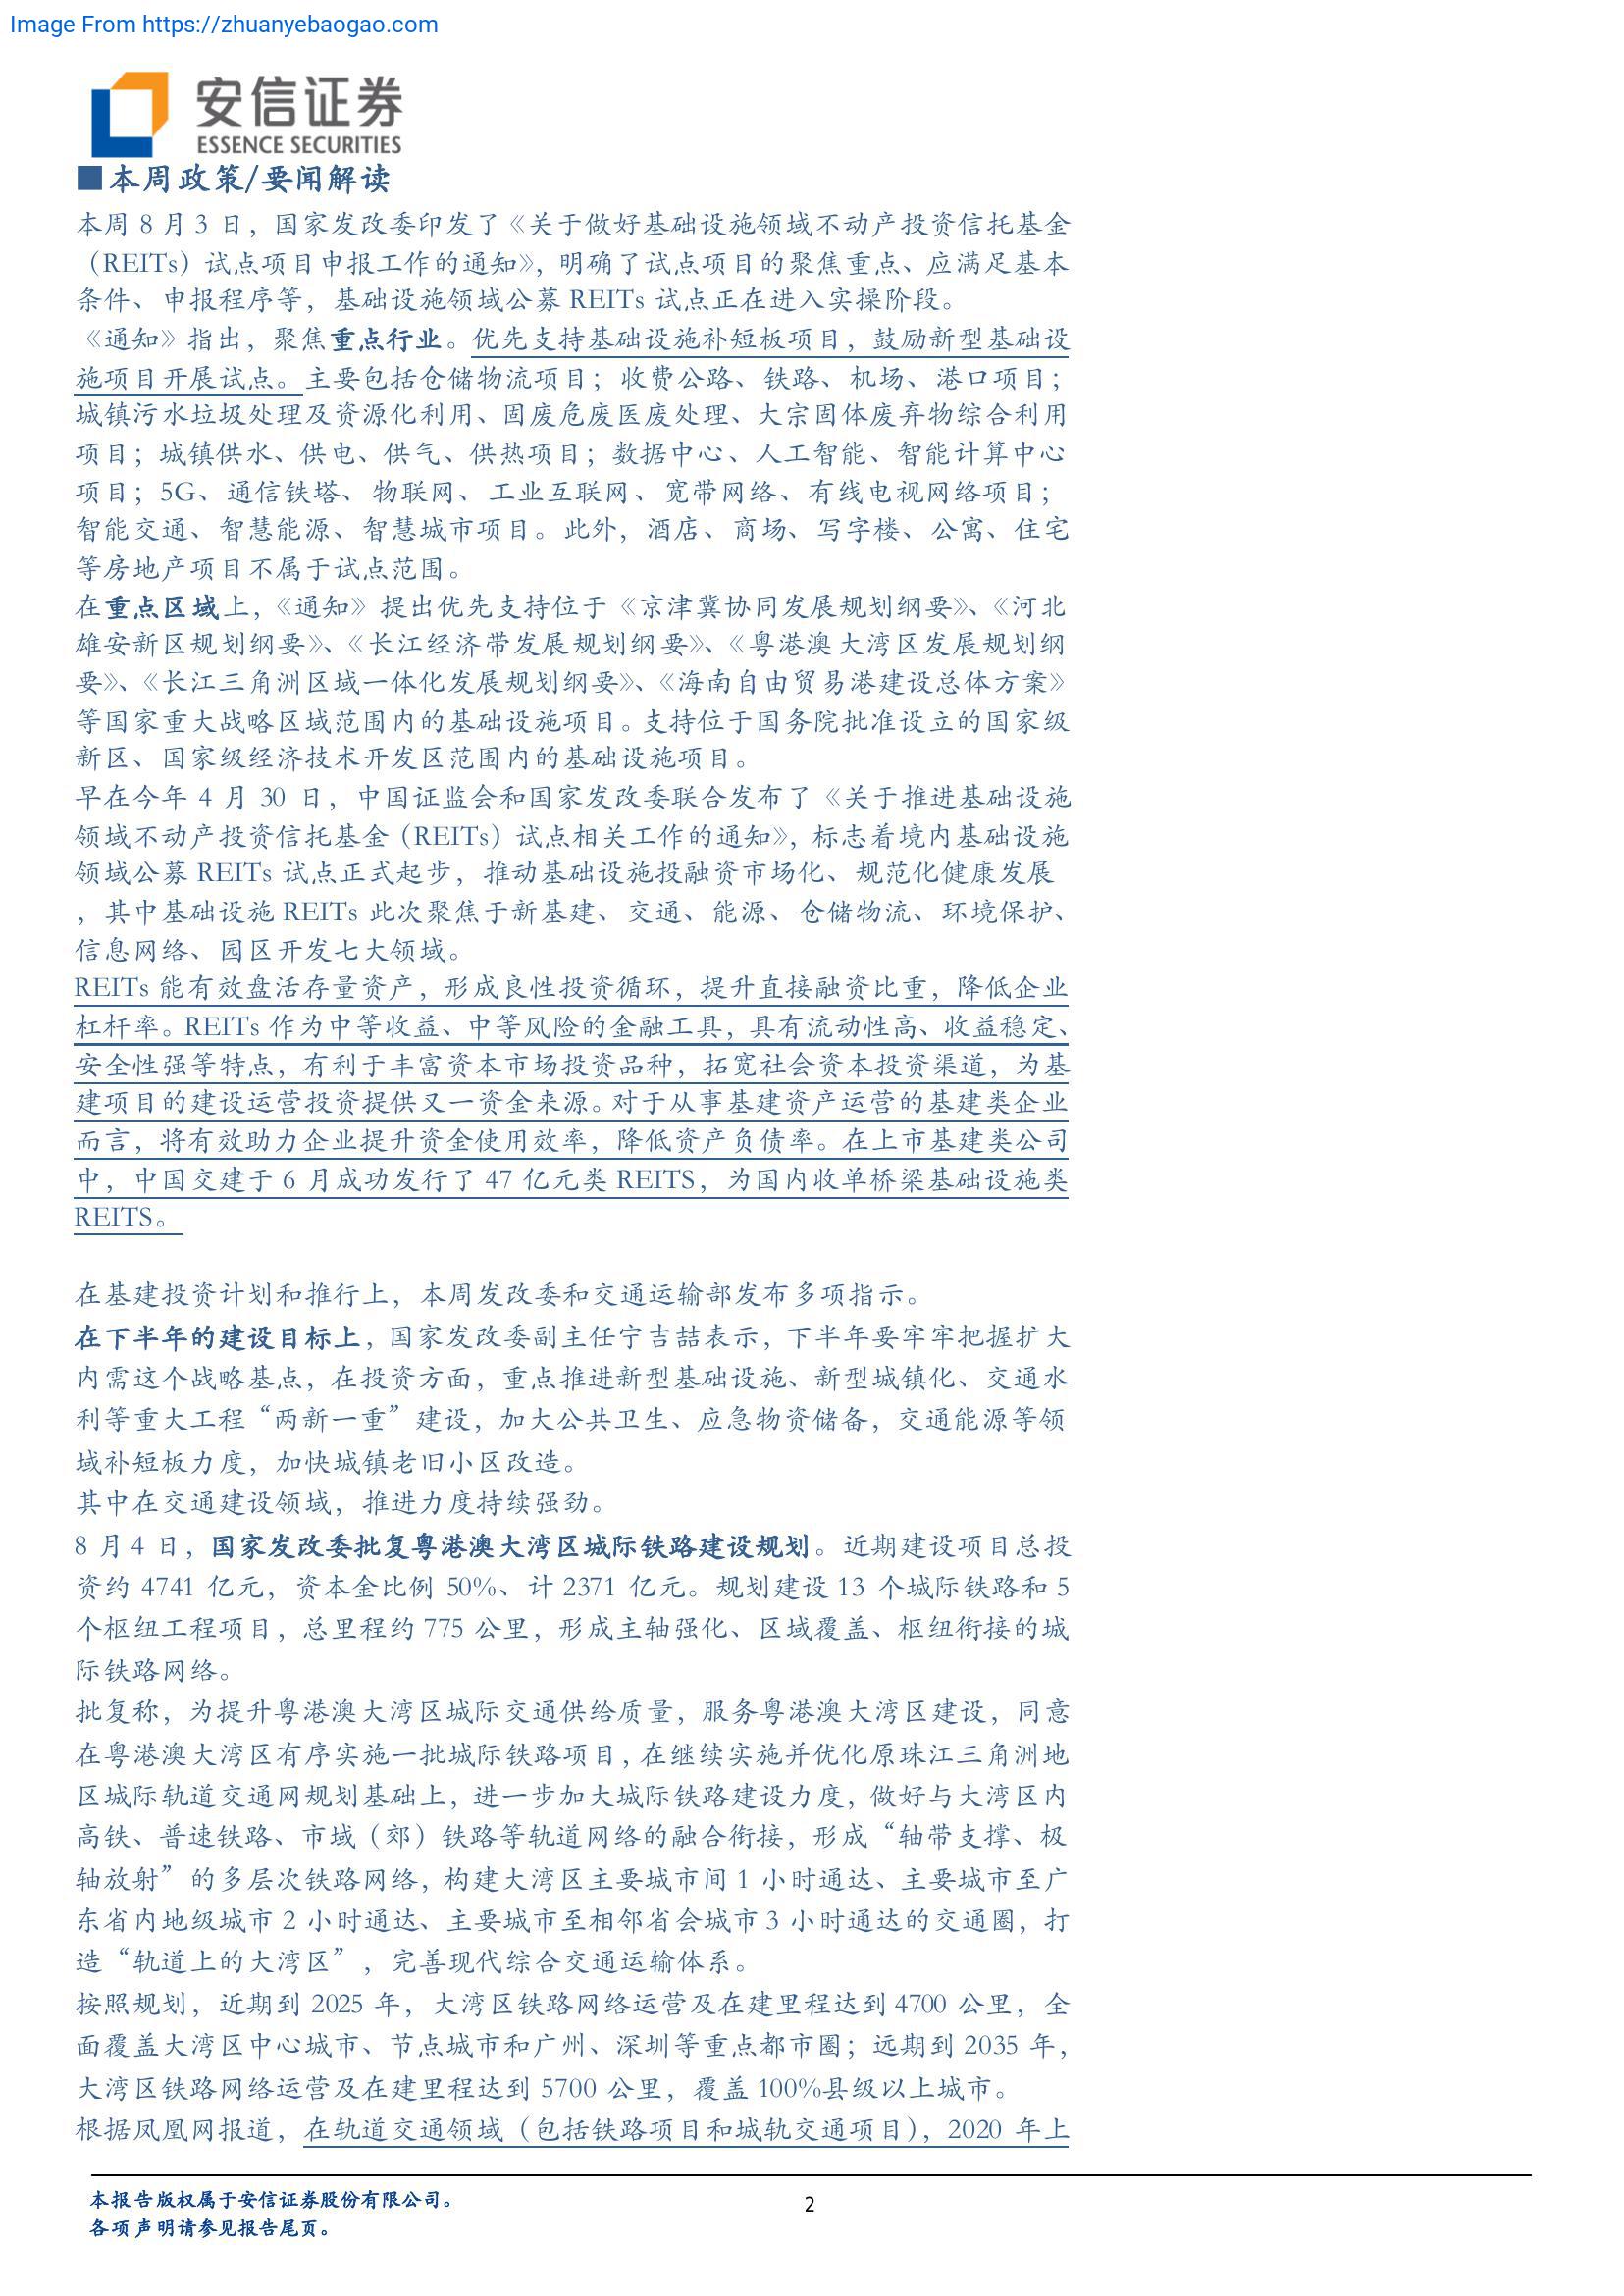 Image From https://zhuanyebaogao.com
安信证券
ESSENCE SECURITIES
■本周政策/要闻解读
本周 8 月 3 日，国家发改委印发了《关于做好基础设施领域不动产投资信托基金
（REITs）试点项目申报工作的通知》，明确了试点项目的聚焦重点、应满足基本
条件、申报程序等，基础设施领域公募 REITs 试点正在进入实操阶段。
《通知》指出，聚焦重点行业。优先支持基础设施补短板项目，鼓励新型基础设
施项目开展试点。主要包括仓储物流项目；收费公路、铁路、机场、港口项目；
城镇污水垃圾处理及资源化利用、固废危废医废处理、大宗固体废弃物综合利用
项目；城镇供水、供电、供气、供热项目；数据中心、人工智能、智能计算中心
项目；5G、通信铁塔、物联网、工业互联网、宽带网络、有线电视网络项目；
智能交通、智慧能源、智慧城市项目。此外，酒店、商场、写字楼、公寓、住宅
等房地产项目不属于试点范围。
在重点区域上，《通知》提出优先支持位于《京津冀协同发展规划纲要》、《河北
雄安新区规划纲要》、《长江经济带发展规划纲要》、《粤港澳大湾区发展规划纲
要》、《长江三角洲区域一体化发展规划纲要》、《海南自由贸易港建设总体方案》
等国家重大战略区域范围内的基础设施项目。支持位于国务院批准设立的国家级
新区、国家级经济技术开发区范围内的基础设施项目。
早在今年 4 月 30 日，中国证监会和国家发改委联合发布了《关于推进基础设施
领域不动产投资信托基金（REITs）试点相关工作的通知》，标志着境内基础设施
领域公募 REITs 试点正式起步，推动基础设施投融资市场化、规范化健康发展
，其中基础设施 REITs 此次聚焦于新基建、交通、能源、仓储物流、环境保护、
信息网络、园区开发七大领域。
REITs 能有效盘活存量资产，形成良性投资循环，提升直接融资比重，降低企业
杠杆率。REITs 作为中等收益、中等风险的金融工具，具有流动性高、收益稳定、
安全性强等特点，有利于丰富资本市场投资品种，拓宽社会资本投资渠道，为基
建项目的建设运营投资提供又一资金来源。对于从事基建资产运营的基建类企业
而言，将有效助力企业提升资金使用效率，降低资产负债率。在上市基建类公司
中，中国交建于 6 月成功发行了 47 亿元类 REITS，为国内收单桥梁基础设施类
REITS。
在基建投资计划和推行上，本周发改委和交通运输部发布多项指示。
在下半年的建设目标上，国家发改委副主任宁吉喆表示，下半年要牢牢把握扩大
内需这个战略基点，在投资方面，重点推进新型基础设施、新型城镇化、交通水
利等重大工程“两新一重”建设，加大公共卫生、应急物资储备，交通能源等领
域补短板力度，加快城镇老旧小区改造。
其中在交通建设领域，推进力度持续强劲。
8 月 4 日，国家发改委批复粤港澳大湾区城际铁路建设规划。近期建设项目总投
资约 4741 亿元，资本金比例 50%、计 2371 亿元。规划建设 13 个城际铁路和 5
个枢纽工程项目，总里程约 775 公里，形成主轴强化、区域覆盖、枢纽衔接的城
际铁路网络。
批复称，为提升粤港澳大湾区城际交通供给质量，服务粤港澳大湾区建设，同意
在粤港澳大湾区有序实施一批城际铁路项目，在继续实施并优化原珠江三角洲地
区城际轨道交通网规划基础上，进一步加大城际铁路建设力度，做好与大湾区内
高铁、普速铁路、市域（郊）铁路等轨道网络的融合衔接，形成“轴带支撑、极
轴放射”的多层次铁路网络，构建大湾区主要城市间 1 小时通达、主要城市至广
东省内地级城市 2 小时通达、主要城市至相邻省会城市 3 小时通达的交通圈，打
造“轨道上的大湾区”，完善现代综合交通运输体系。
按照规划，近期到 2025 年，大湾区铁路网络运营及在建里程达到 4700 公里，全
面覆盖大湾区中心城市、节点城市和广州、深圳等重点都市圈；远期到 2035 年，
大湾区铁路网络运营及在建里程达到 5700 公里，覆盖 100%县级以上城市。
根据凤凰网报道，在轨道交通领域（包括铁路项目和城轨交通项目），2020 年上
本报告版权属于安信证券股份有限公司。
2
各项声明请参见报告尾页。